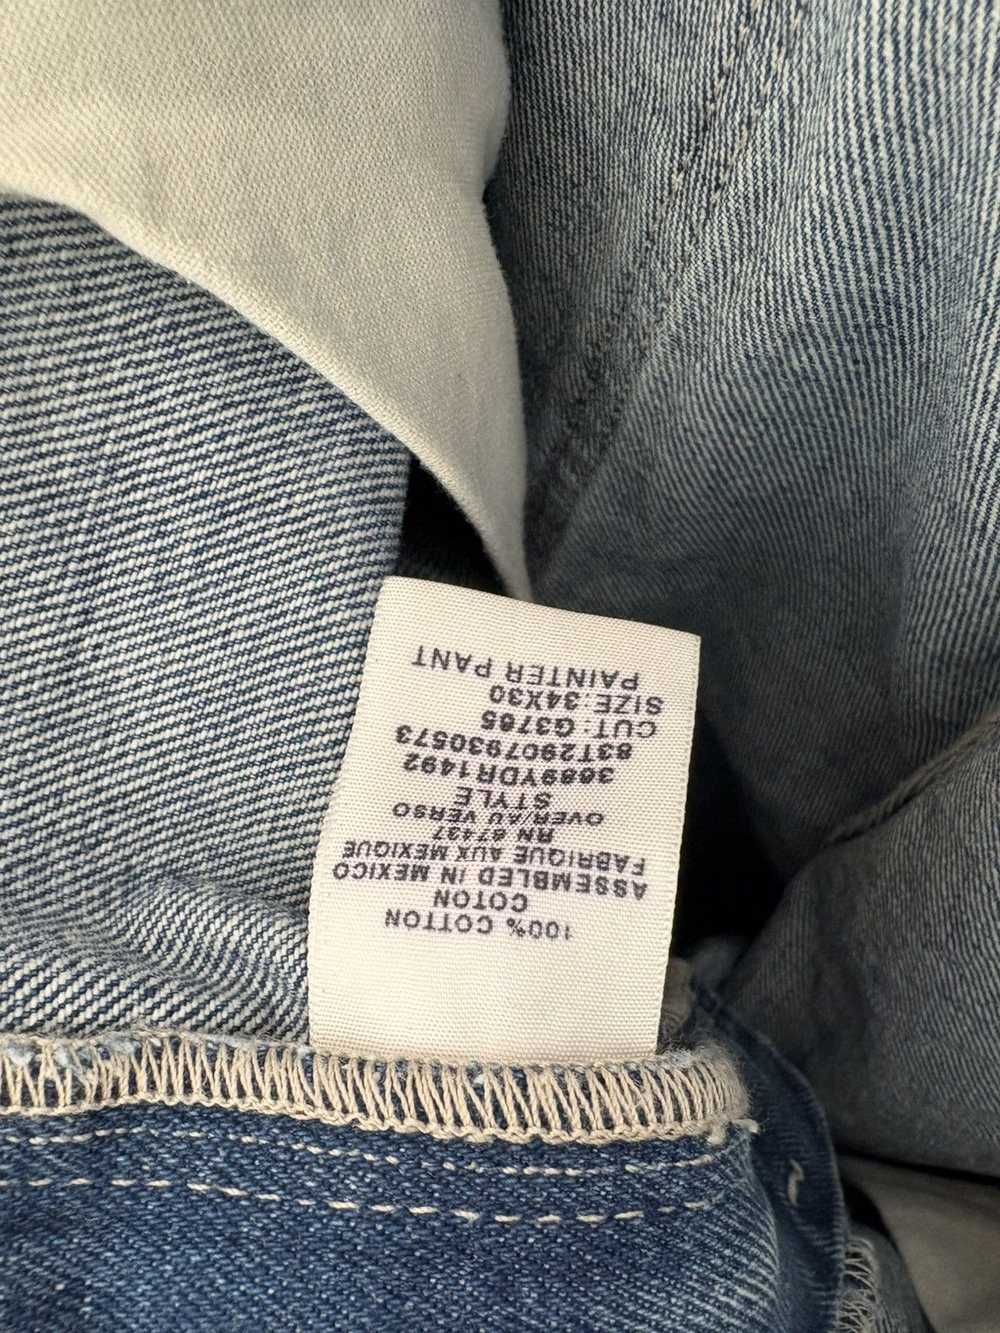 100% COTTON
COTON
ASSEMBLED IN MEXICO
FABRIQUE AUX MEXIQUE
RN 87437
OVER/AU VERSO
STYLE
3689YDR1492
83T2907930573
CUT: G3765
SIZE: 34X30
PAINTER PANT